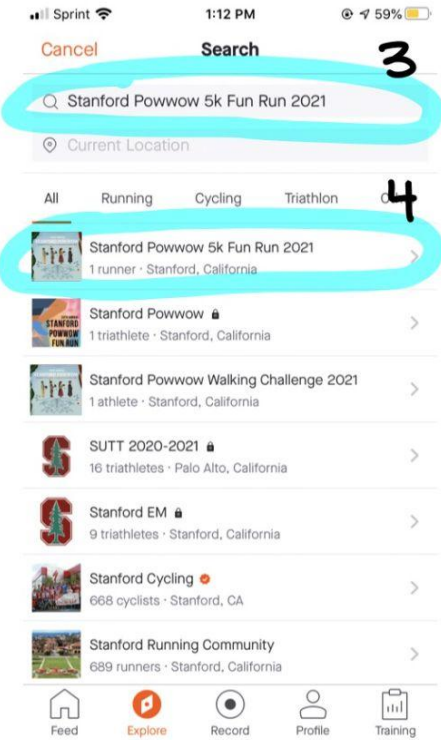 Sprint 1:12 PM 59%
Cancel Search
3
Stanford Powwow 5k Fun Run 2021
Current Location
4
All Running Cycling Triathlon
Stanford Powwow 5k Fun Run 2021
1 runner · Stanford, California
STANFORD
POWWOW
FUN RUN
Stanford Powwow
1 triathlete · Stanford, California
Stanford Powwow Walking Challenge 2021
1 athlete · Stanford, California
S
SUTT 2020-2021
16 triathletes · Palo Alto, California
S
Stanford EM
9 triathletes · Stanford, California
Stanford Cycling
668 cyclists · Stanford, CA
Stanford Running Community
689 runners · Stanford, California
Feed Explore Record Profile Training